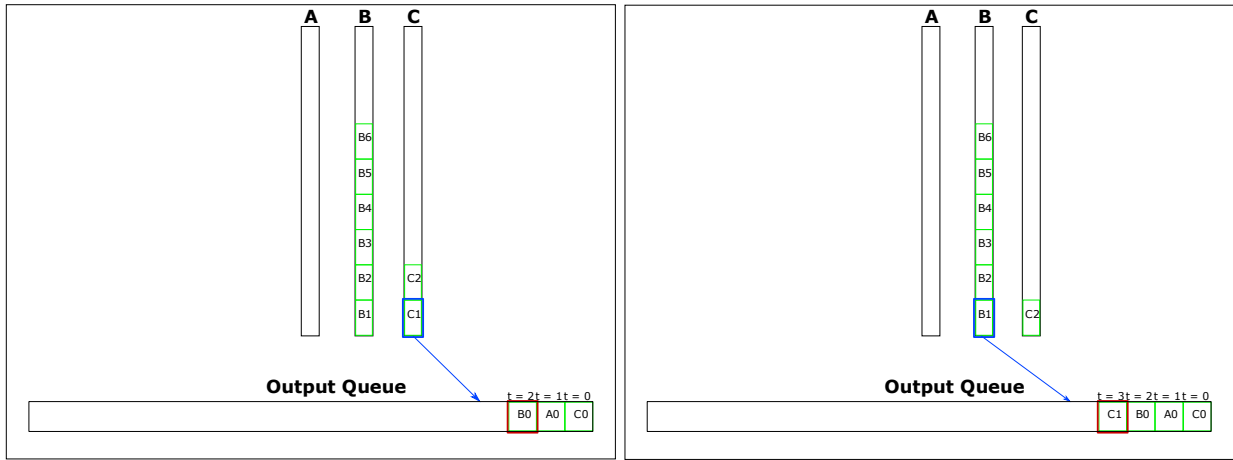 A B C
B6
B5
B4
B3
B2 C2
B1 C1
Output Queue
t = 2t = 1t = 0
B0 A0 C0
A B C
B6
B5
B4
B3
B2
B1 C2
Output Queue
t = 3t = 2t = 1t = 0
C1 B0 A0 C0